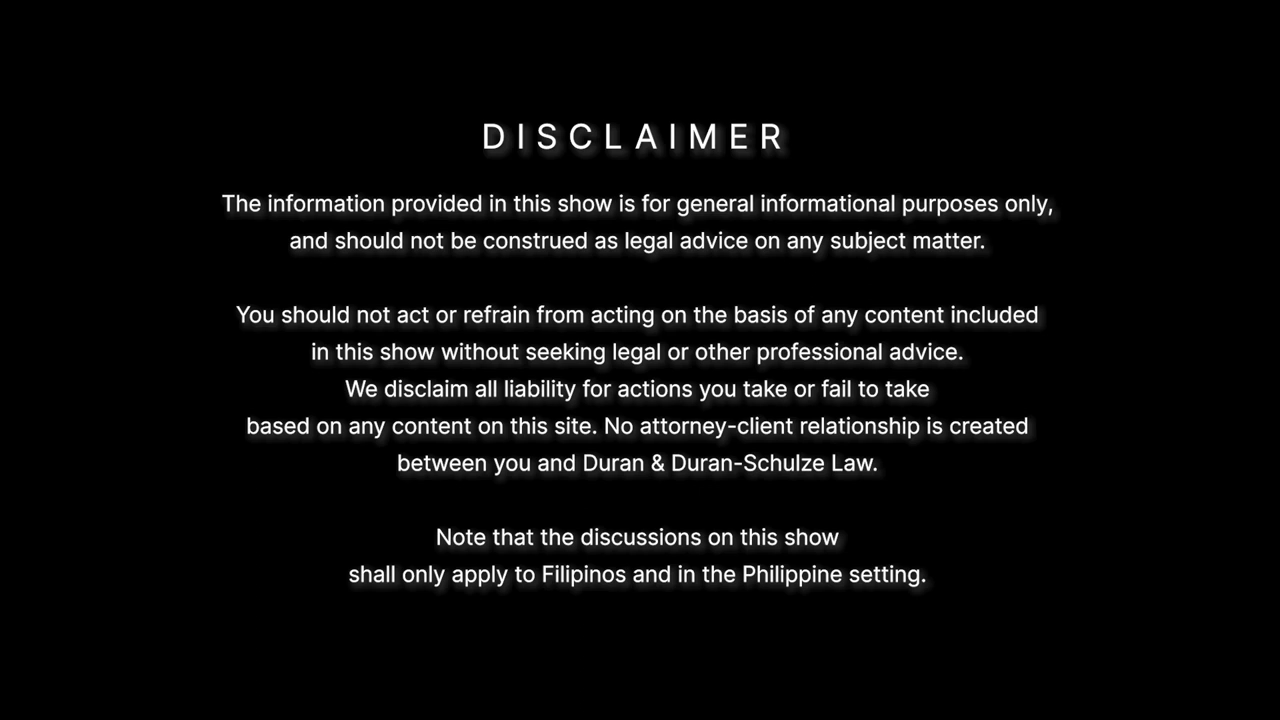 DISCLAIMER
The information provided in this show is for general informational purposes only,
and should not be construed as legal advice on any subject matter.
You should not act or refrain from acting on the basis of any content included
in this show without seeking legal or other professional advice.
We disclaim all liability for actions you take or fail to take
based on any content on this site. No attorney-client relationship is created
between you and Duran & Duran-Schulze Law.
Note that the discussions on this show
shall only apply to Filipinos and in the Philippine setting.